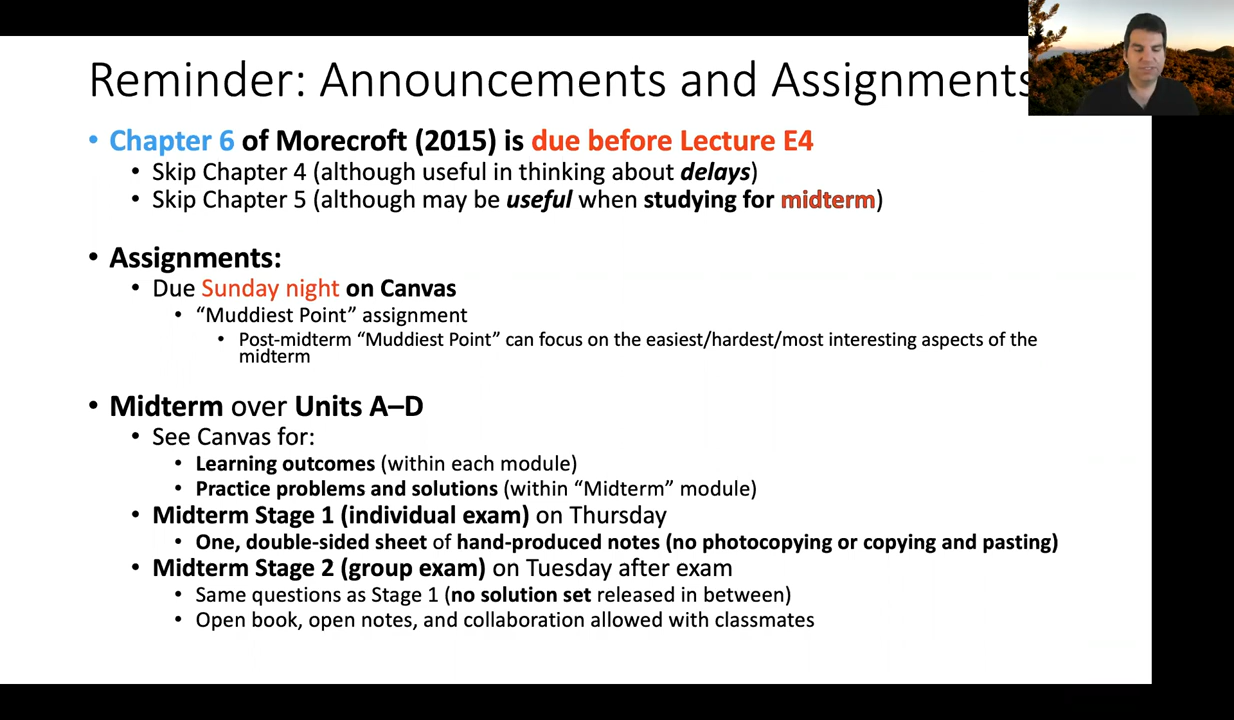 Reminder: Announcements and Assignments
• Chapter 6 of Morecroft (2015) is due before Lecture E4
• Skip Chapter 4 (although useful in thinking about delays)
• Skip Chapter 5 (although may be useful when studying for midterm)
• Assignments:
• Due Sunday night on Canvas
• “Muddiest Point” assignment
• Post-midterm “Muddiest Point” can focus on the easiest/hardest/most interesting aspects of the
midterm
• Midterm over Units A–D
• See Canvas for:
• Learning outcomes (within each module)
• Practice problems and solutions (within “Midterm” module)
• Midterm Stage 1 (individual exam) on Thursday
• One, double-sided sheet of hand-produced notes (no photocopying or copying and pasting)
• Midterm Stage 2 (group exam) on Tuesday after exam
• Same questions as Stage 1 (no solution set released in between)
• Open book, open notes, and collaboration allowed with classmates